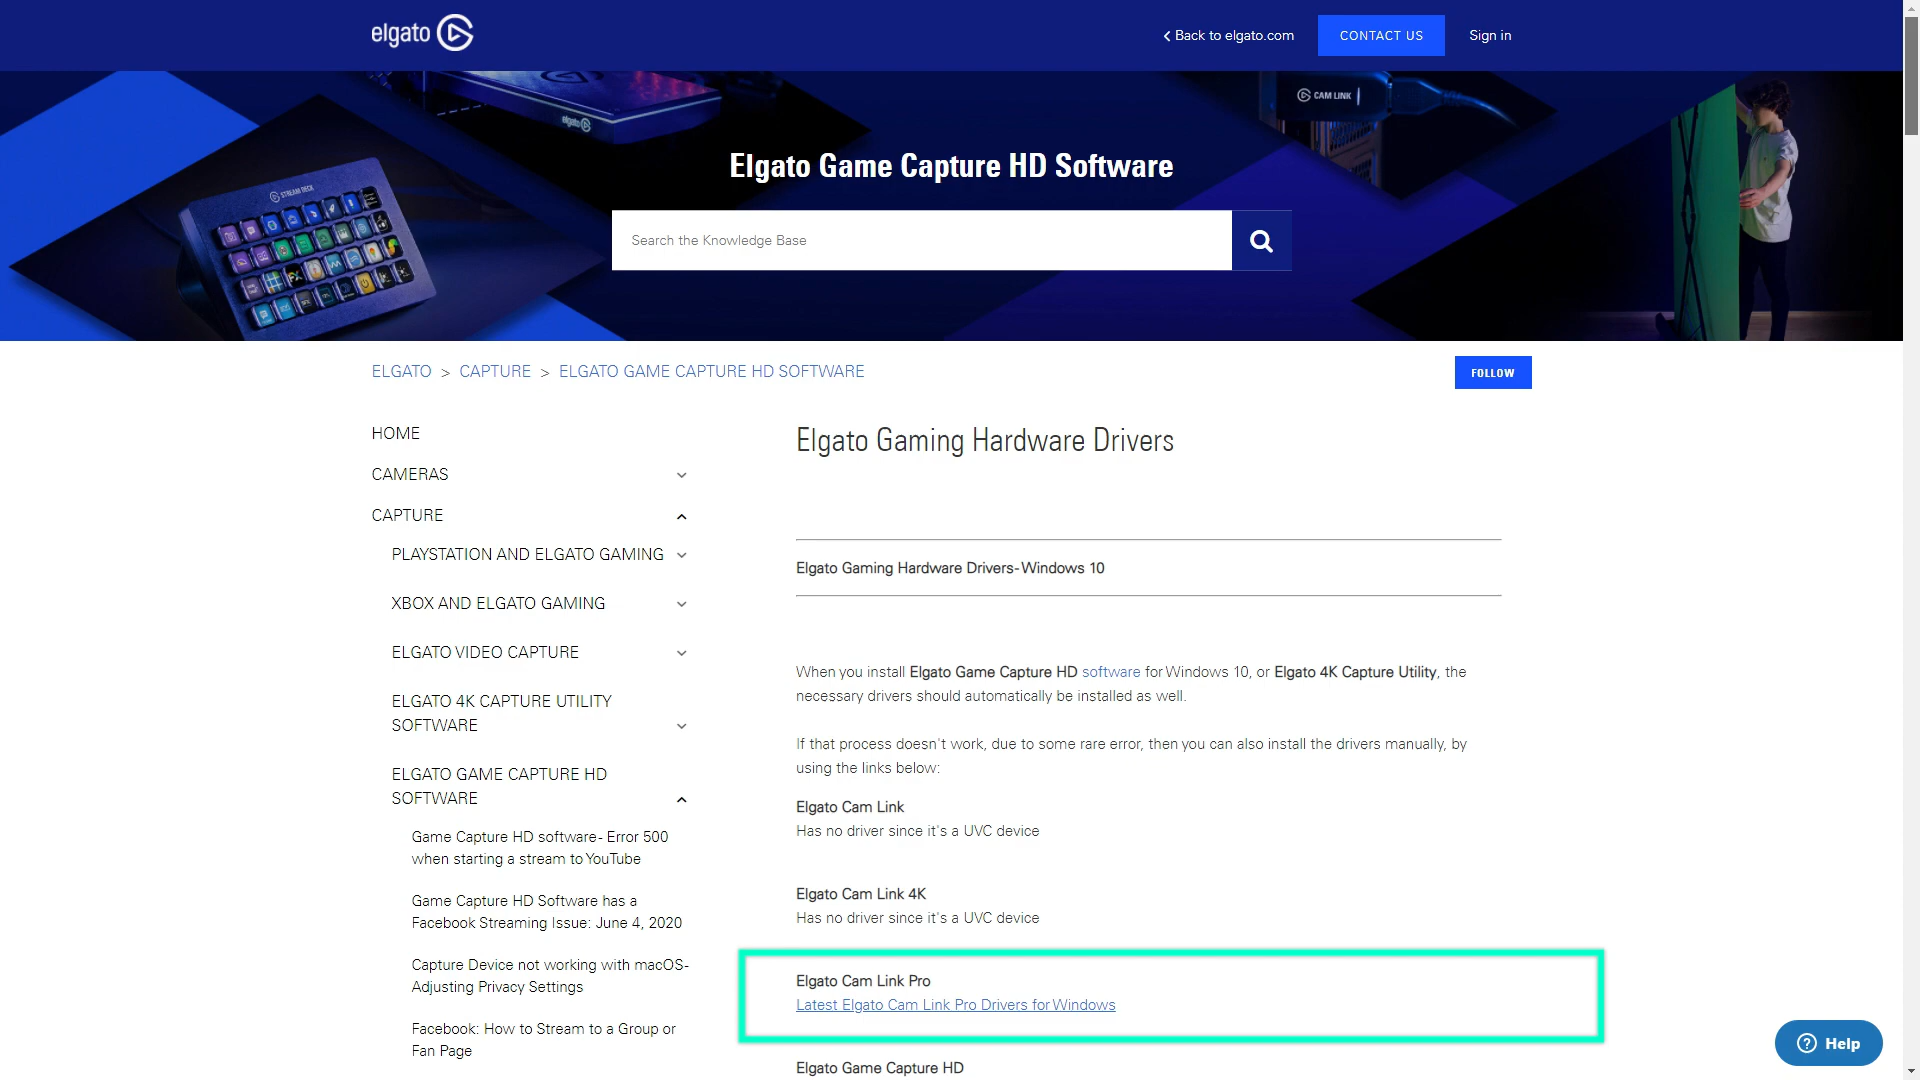 elgato
Back to elgato.com
CONTACT US
Sign in
elgato
CAM LINK
STREAM DECK
Elgato Game Capture HD Software
Search the Knowledge Base
ELGATO > CAPTURE > ELGATO GAME CAPTURE HD SOFTWARE
FOLLOW
HOME
CAMERAS
CAPTURE
PLAYSTATION AND ELGATO GAMING
XBOX AND ELGATO GAMING
ELGATO VIDEO CAPTURE
ELGATO 4K CAPTURE UTILITY
SOFTWARE
ELGATO GAME CAPTURE HD
SOFTWARE
Game Capture HD software - Error 500
when starting a stream to YouTube
Game Capture HD Software has a
Facebook Streaming Issue: June 4, 2020
Capture Device not working with macOS -
Adjusting Privacy Settings
Facebook: How to Stream to a Group or
Fan Page
Elgato Gaming Hardware Drivers
Elgato Gaming Hardware Drivers - Windows 10
When you install Elgato Game Capture HD software for Windows 10, or Elgato 4K Capture Utility, the
necessary drivers should automatically be installed as well.
If that process doesn't work, due to some rare error, then you can also install the drivers manually, by
using the links below:
Elgato Cam Link
Has no driver since it's a UVC device
Elgato Cam Link 4K
Has no driver since it's a UVC device
Elgato Cam Link Pro
Latest Elgato Cam Link Pro Drivers for Windows
Elgato Game Capture HD
Help